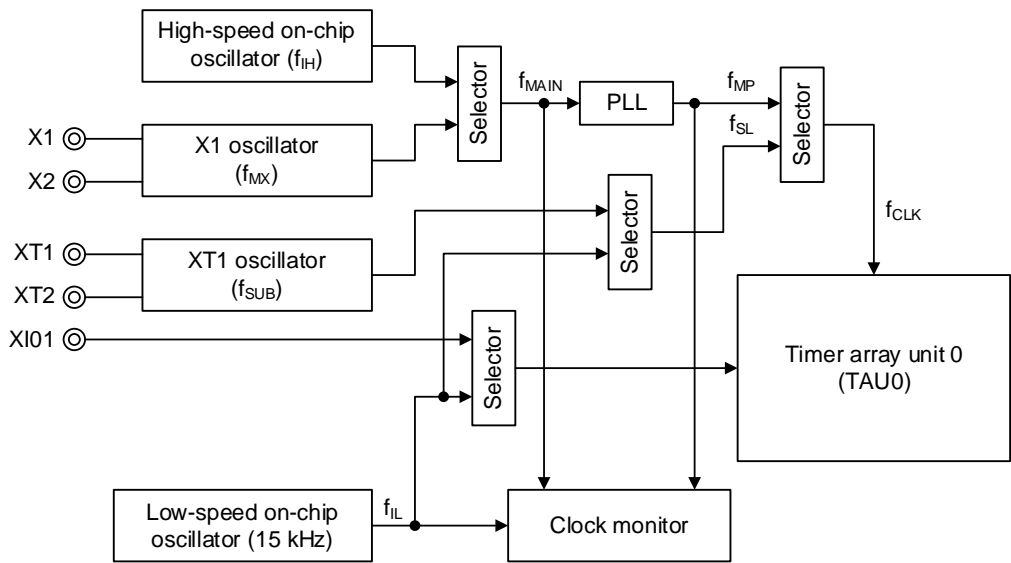 High-speed on-chip
oscillator (fIH)
Selector
fMAIN
PLL
fMP
Selector
fSL
X1
X2
X1 oscillator
(fMX)
Selector
fCLK
XT1
XT2
XT1 oscillator
(fSUB)
XI01
Selector
Timer array unit 0
(TAU0)
Low-speed on-chip
oscillator (15 kHz)
fIL
Clock monitor